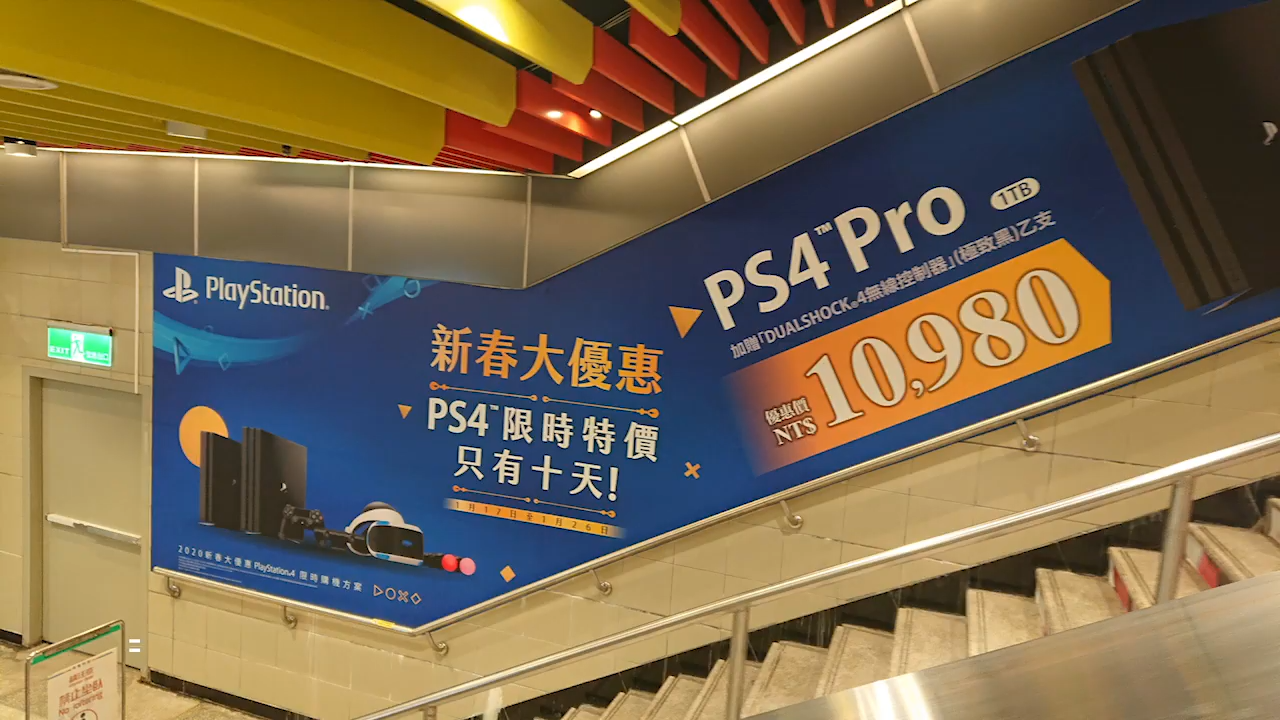 PlayStation®
新春大優惠
PS4™限時特價
只有十天!
1月17日至1月26日
2020新春大優惠 PlayStation®4 限時購機方案
PS4™ Pro 1TB
加贈「DUALSHOCK®4無線控制器」(極致黑)乙支
優惠價
NT$ 10,980
EXIT